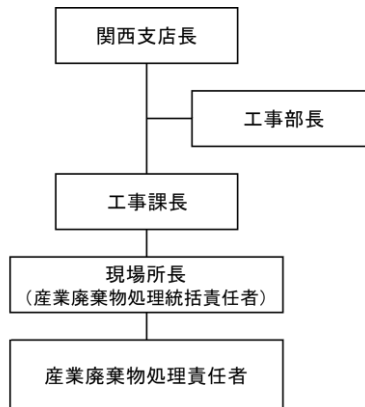 関西支店長
工事部長
工事課長
現場所長
（産業廃棄物処理統括責任者）
産業廃棄物処理責任者